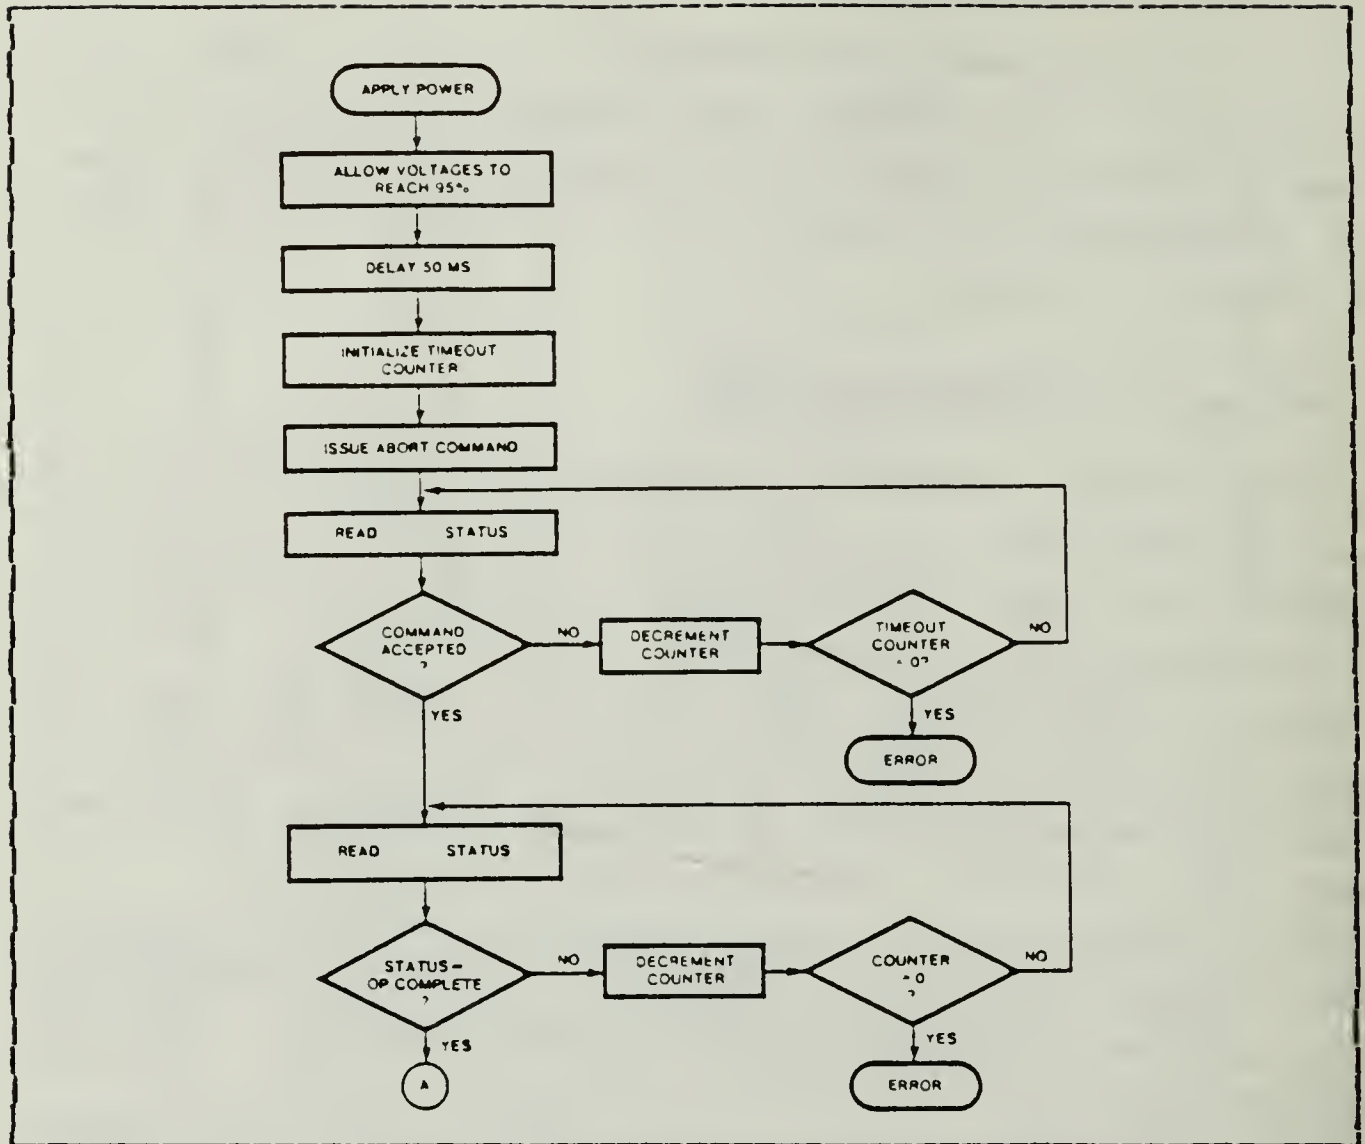 APPLY POWER
ALLOW VOLTAGES TO
REACH 95%
DELAY 50 MS
INITIALIZE TIMEOUT
COUNTER
ISSUE ABORT COMMAND
READ STATUS
COMMAND
ACCEPTED
?
NO
DECREMENT
COUNTER
TIMEOUT
COUNTER
= 0?
NO
YES
YES
ERROR
READ STATUS
STATUS=
OP COMPLETE
?
NO
DECREMENT
COUNTER
COUNTER
= 0
?
NO
YES
YES
A
ERROR